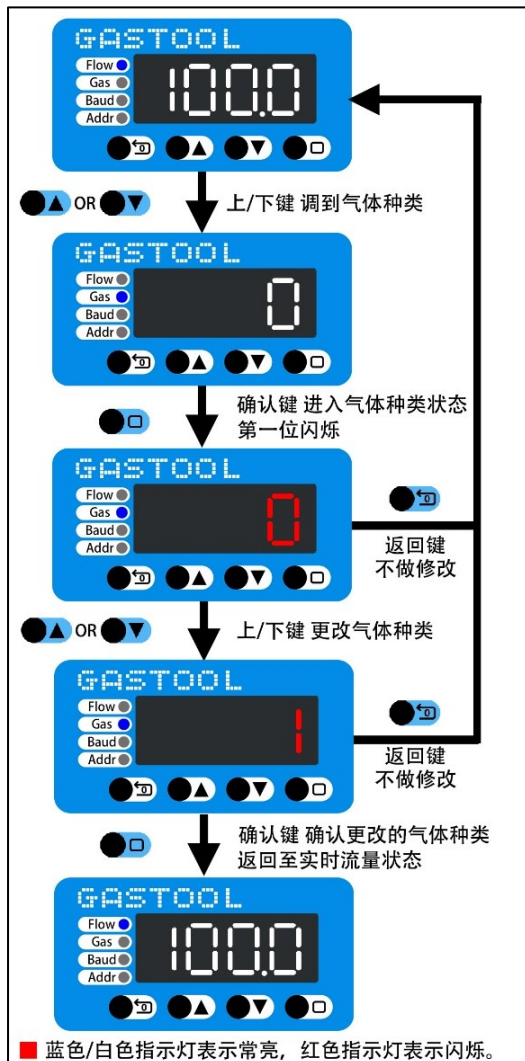 GASTOOL
Flow
Gas
Baud
Addr
100.0
OR
上/下键 调到气体种类
GASTOOL
Flow
Gas
Baud
Addr
0
确认键 进入气体种类状态
第一位闪烁
GASTOOL
Flow
Gas
Baud
Addr
0
返回键
不做修改
OR
上/下键 更改气体种类
GASTOOL
Flow
Gas
Baud
Addr
1
返回键
不做修改
确认键 确认更改的气体种类
返回至实时流量状态
GASTOOL
Flow
Gas
Baud
Addr
100.0
蓝色/白色指示灯表示常亮，红色指示灯表示闪烁。